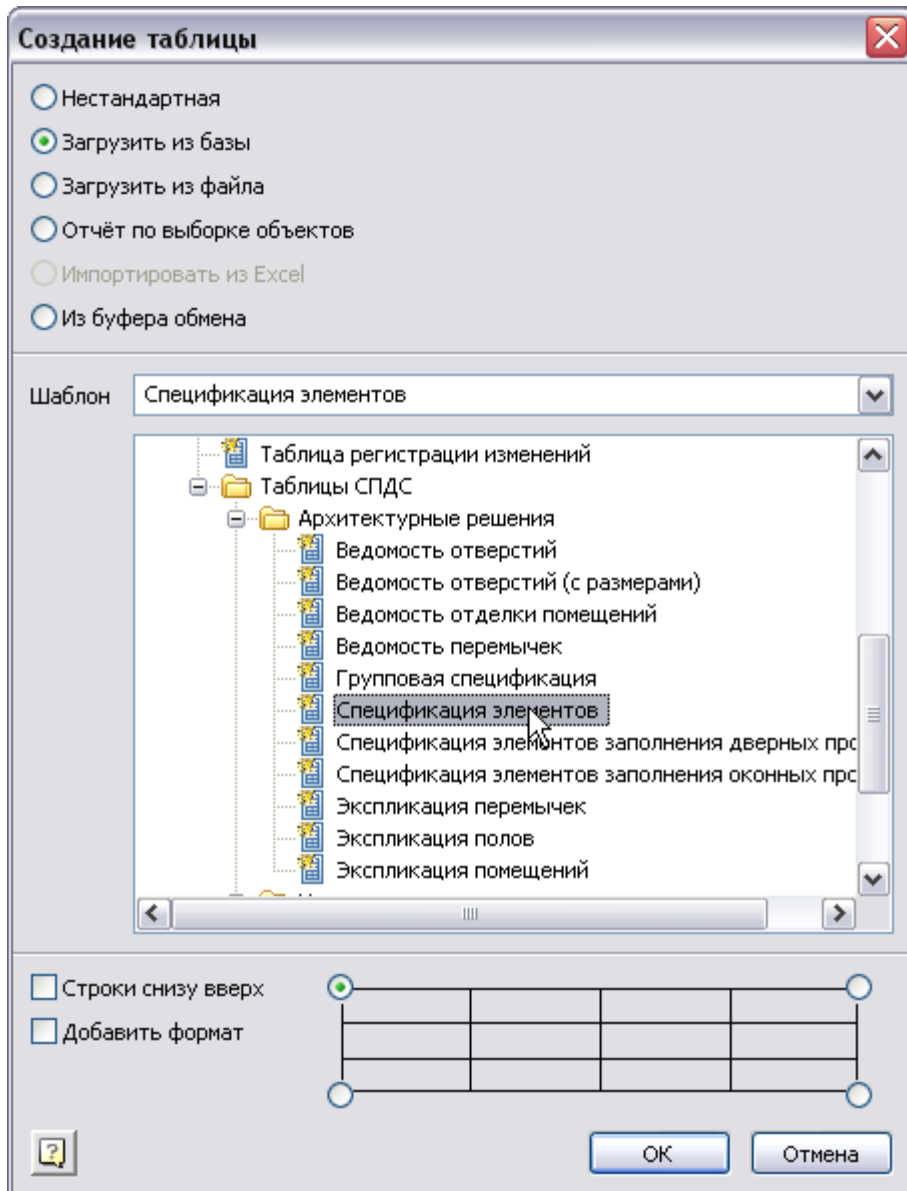 Создание таблицы
Нестандартная
Загрузить из базы
Загрузить из файла
Отчёт по выборке объектов
Импортировать из Excel
Из буфера обмена
Шаблон Спецификация элементов
Таблица регистрации изменений
Таблицы СПДС
Архитектурные решения
Ведомость отверстий
Ведомость отверстий (с размерами)
Ведомость отделки помещений
Ведомость перемычек
Групповая спецификация
Спецификация элементов
Спецификация элементов заполнения дверных про
Спецификация элементов заполнения оконных про
Экспликация перемычек
Экспликация полов
Экспликация помещений
Строки снизу вверх
Добавить формат
? ОК Отмена